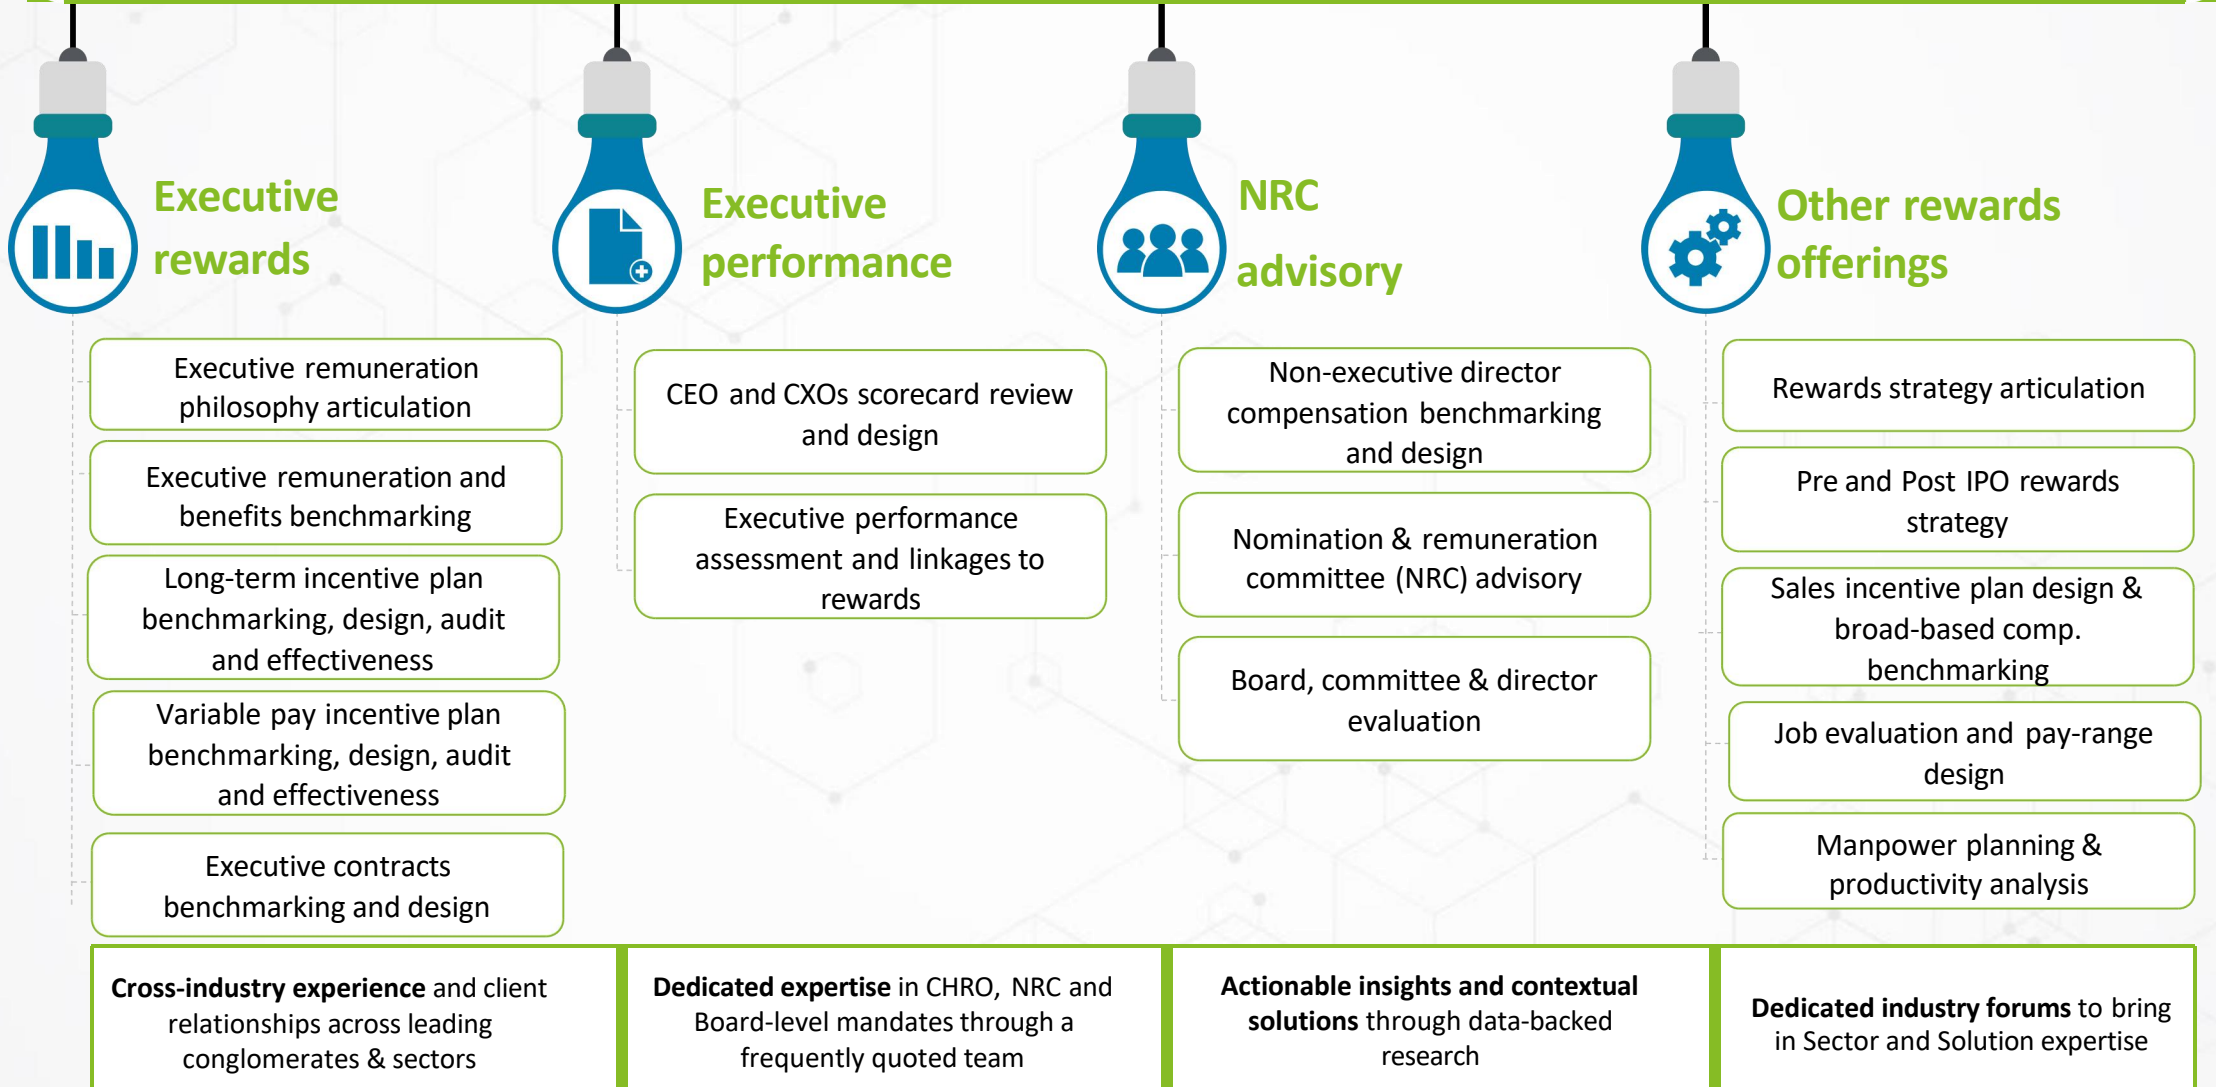 Executive
rewards
Executive remuneration
philosophy articulation
Executive remuneration and
benefits benchmarking
Long-term incentive plan
benchmarking, design, audit
and effectiveness
Variable pay incentive plan
benchmarking, design, audit
and effectiveness
Executive contracts
benchmarking and design
Executive
performance
CEO and CXOs scorecard review
and design
Executive performance
assessment and linkages to
rewards
NRC
advisory
Non-executive director
compensation benchmarking
and design
Nomination & remuneration
committee (NRC) advisory
Board, committee & director
evaluation
Other rewards
offerings
Rewards strategy articulation
Pre and Post IPO rewards
strategy
Sales incentive plan design &
broad-based comp.
benchmarking
Job evaluation and pay-range
design
Manpower planning &
productivity analysis
Cross-industry experience and client
relationships across leading
conglomerates & sectors
Dedicated expertise in CHRO, NRC and
Board-level mandates through a
frequently quoted team
Actionable insights and contextual
solutions through data-backed
research
Dedicated industry forums to bring
in Sector and Solution expertise